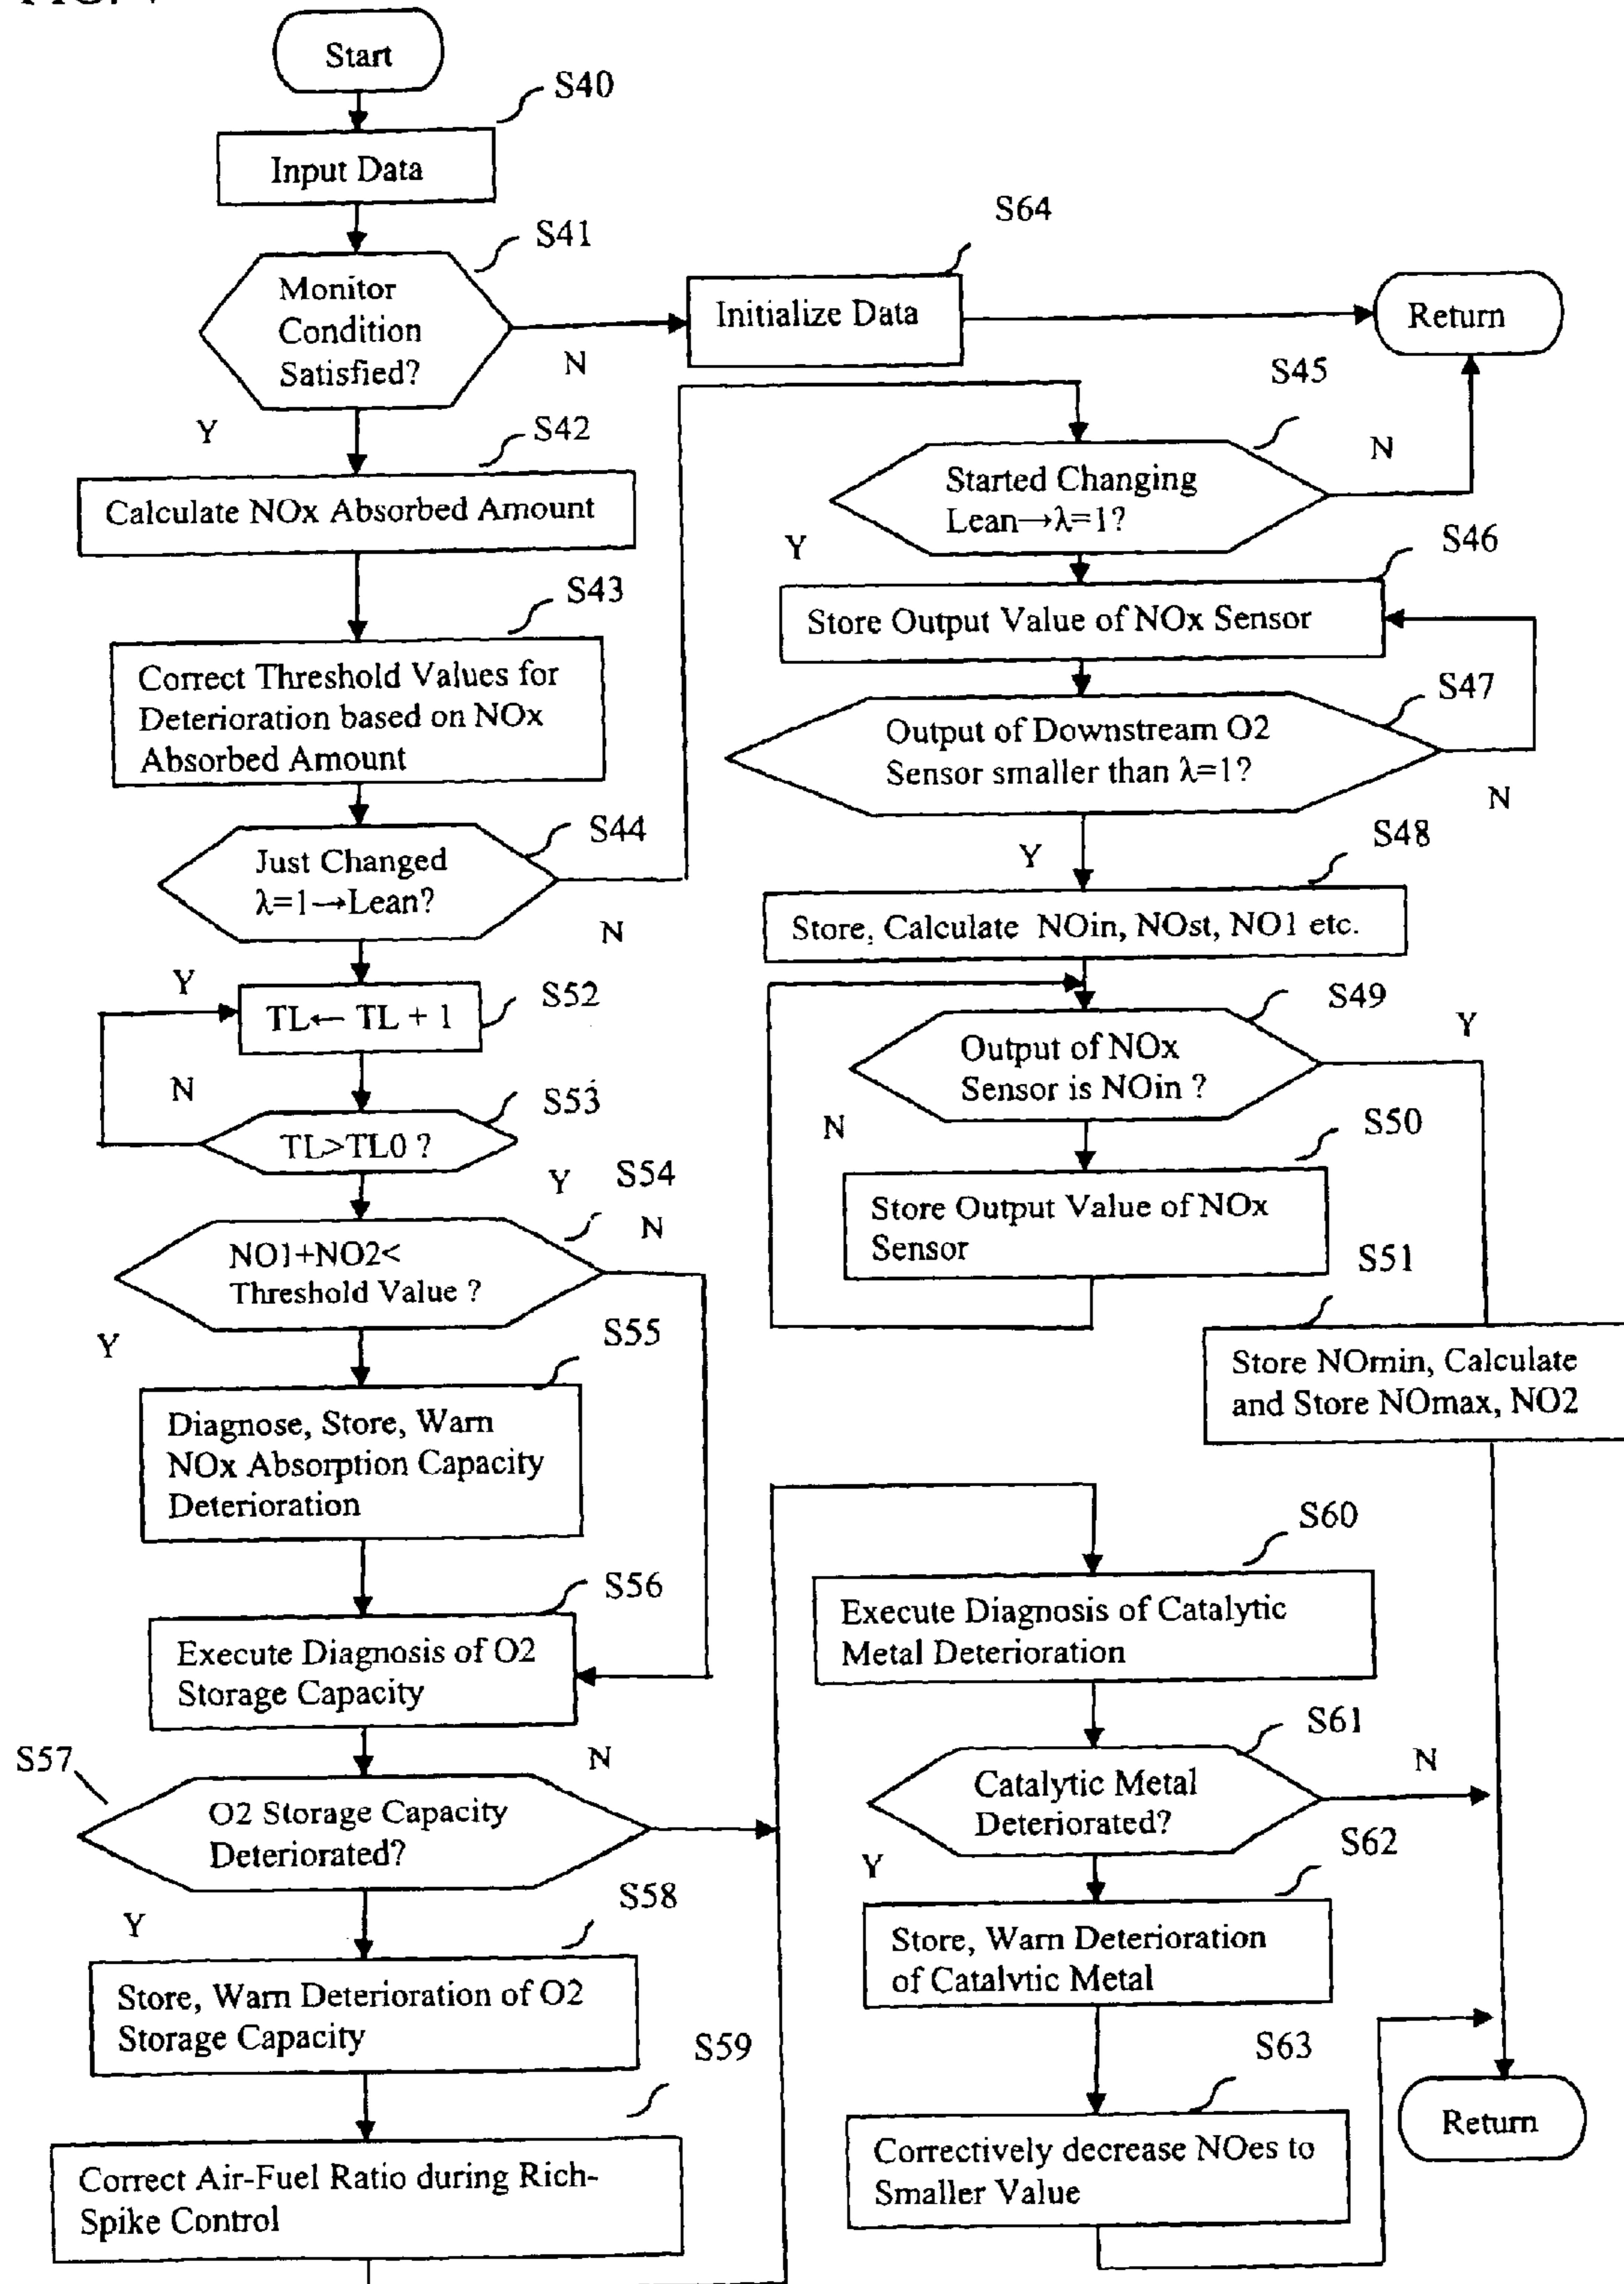 Start
S40
Input Data
S41
Monitor
Condition
Satisfied?
N
Y
S64
Initialize Data
Return
S42
Calculate NOx Absorbed Amount
S43
Correct Threshold Values for
Deterioration based on NOx
Absorbed Amount
S44
Just Changed
λ=1→Lean?
N
Y
S52
TL← TL + 1
N
S53
TL>TL0 ?
Y
S54
N
NO1+NO2<
Threshold Value ?
Y
S55
Diagnose, Store, Warn
NOx Absorption Capacity
Deterioration
S56
Execute Diagnosis of O2
Storage Capacity
S57
N
O2 Storage Capacity
Deteriorated?
Y
S58
Store, Warn Deterioration of O2
Storage Capacity
S59
Correct Air-Fuel Ratio during Rich-
Spike Control
S45
N
Started Changing
Lean→λ=1?
Y
S46
Store Output Value of NOx Sensor
S47
Output of Downstream O2
Sensor smaller than λ=1?
N
Y
S48
Store, Calculate NOin, NOst, NO1 etc.
S49
Y
Output of NOx
Sensor is NOin ?
N
S50
Store Output Value of NOx
Sensor
S51
Store NOmin, Calculate
and Store NOmax, NO2
S60
Execute Diagnosis of Catalytic
Metal Deterioration
S61
N
Catalytic Metal
Deteriorated?
Y
S62
Store, Warn Deterioration
of Catalytic Metal
S63
Correctively decrease NOes to
Smaller Value
Return